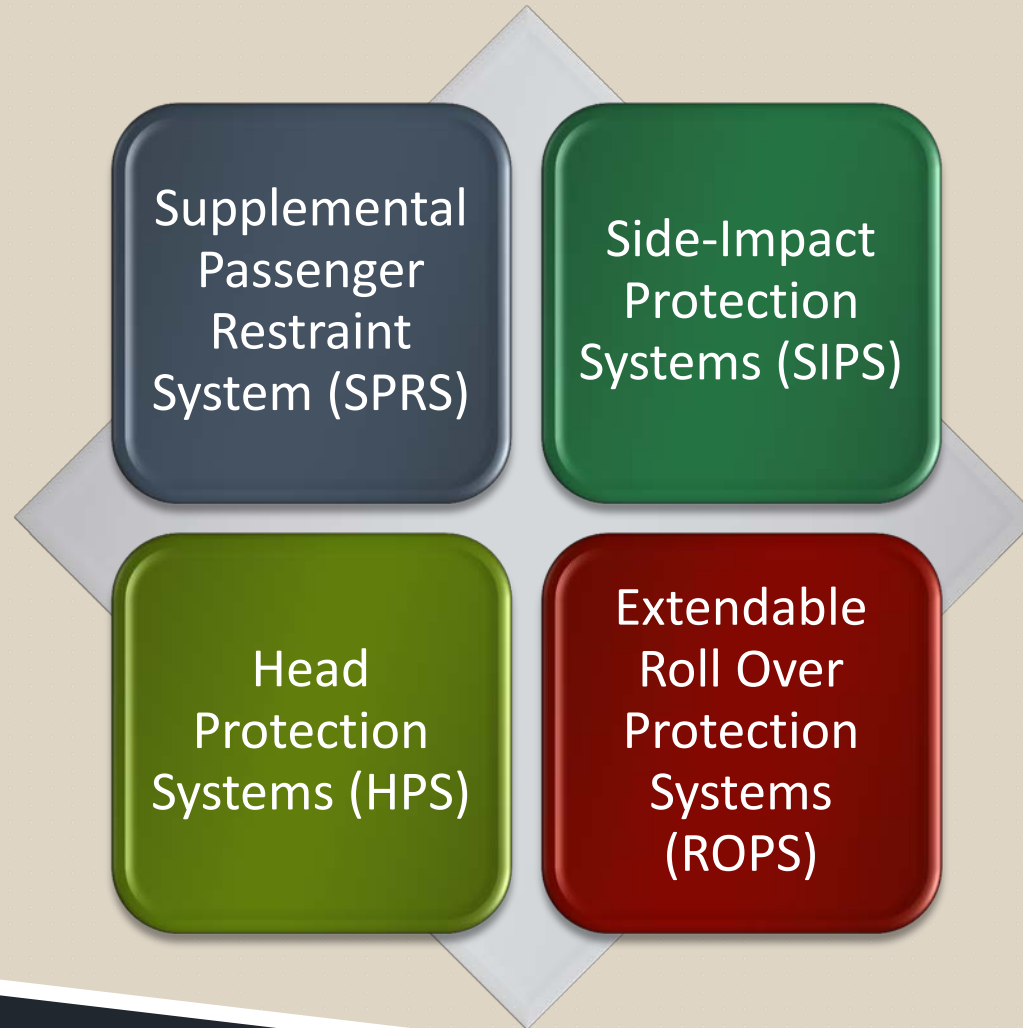 Supplemental
Passenger
Restraint
System (SPRS)
Side-Impact
Protection
Systems (SIPS)
Head
Protection
Systems (HPS)
Extendable
Roll Over
Protection
Systems
(ROPS)